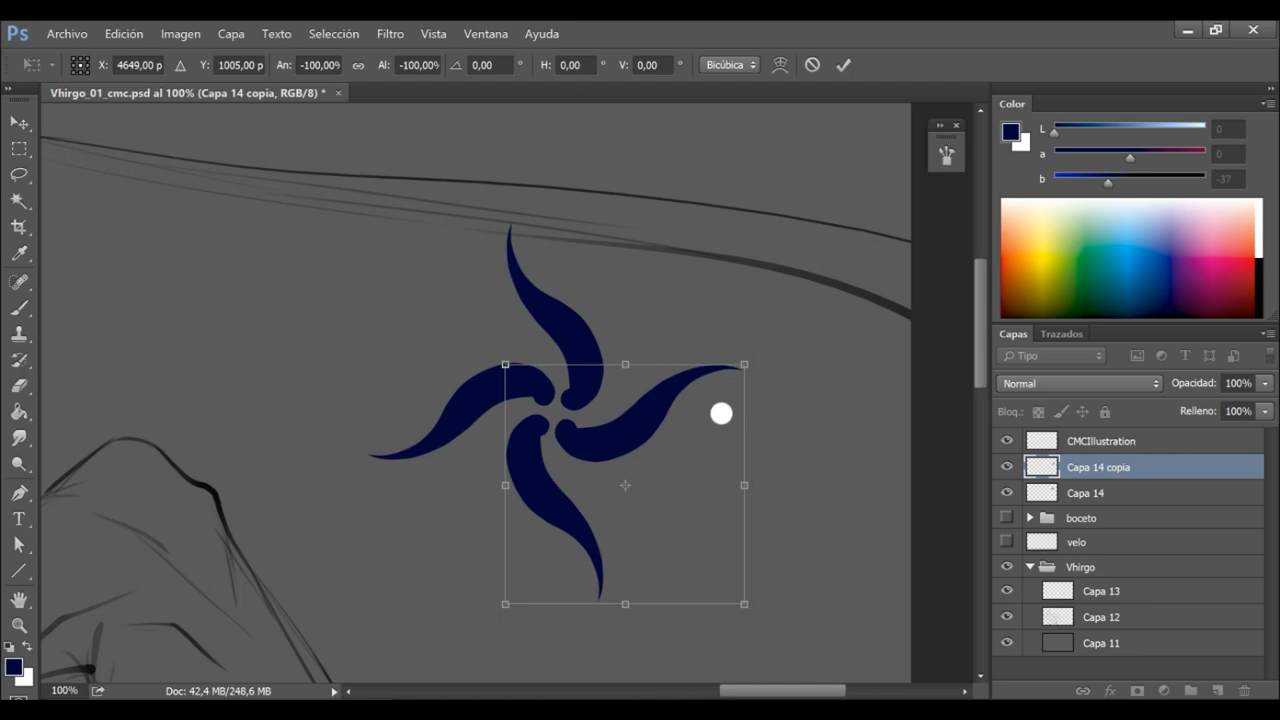 Ps Archivo Edición Imagen Capa Texto Selección Filtro Vista Ventana Ayuda
X: 4649,00 p Y: 1005,00 p An: -100,00% Al: -100,00% 0,00 ° H: 0,00 ° V: 0,00 ° Bicúbica
Vhirgo_01_cmc.psd al 100% (Capa 14 copia, RGB/8) * ×
Color
L 0
a 0
b -37
Capas Trazados
Tipo
Normal Opacidad: 100%
Bloq.: Relleno: 100%
CMCIllustration
Capa 14 copia
Capa 14
boceto
velo
Vhirgo
Capa 13
Capa 12
Capa 11
100% Doc: 42,4 MB/248,6 MB